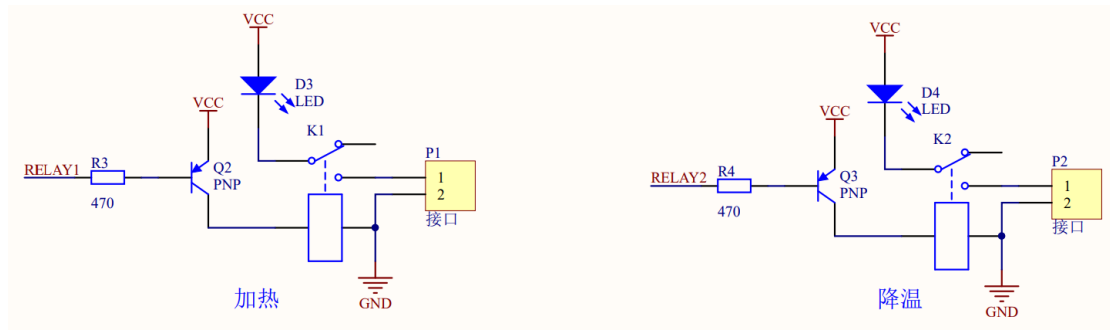 VCC
D3
LED
VCC
K1
P1
RELAY1
R3
Q2
PNP
1
2
470
接口
GND
加热
VCC
D4
LED
VCC
K2
P2
RELAY2
R4
Q3
PNP
1
2
470
接口
GND
降温